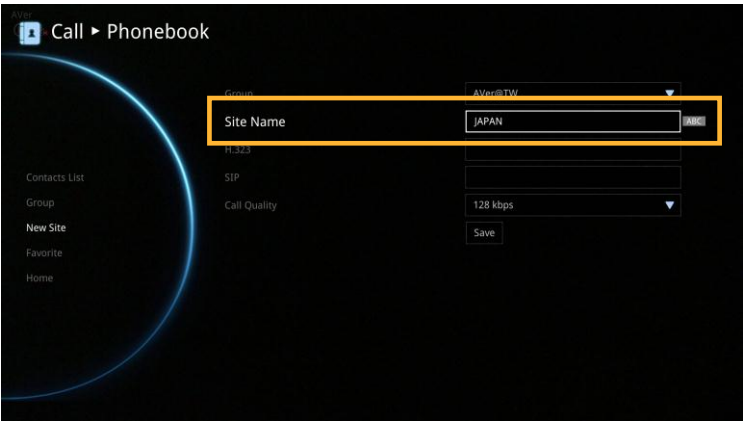 AVer
Call ▸ Phonebook
Group AVer@TW
Site Name JAPAN ABC
H.323
Contacts List
SIP
Group
Call Quality 128 kbps
New Site
Save
Favorite
Home